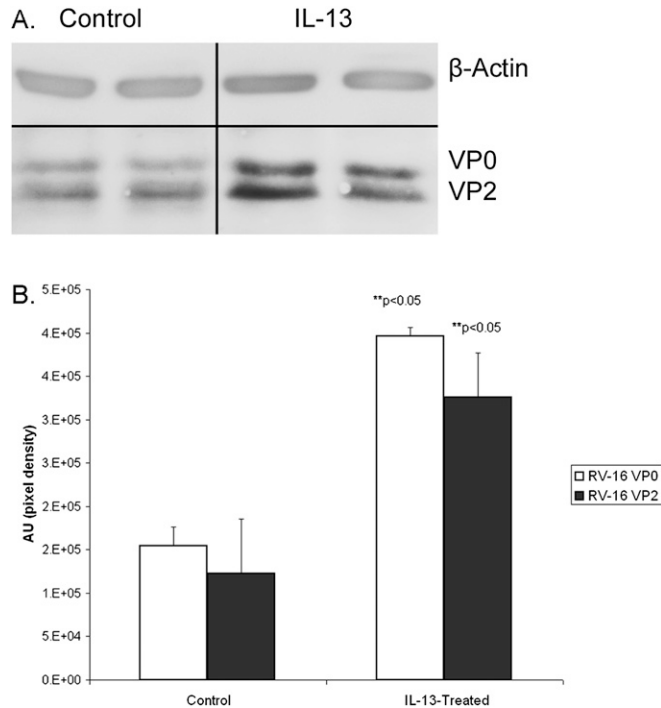 A.
Control IL-13
β-Actin
VP0
VP2
B.
5.E+05
4.E+05
4.E+05
3.E+05
2.E+05
2.E+05
1.E+05
5.E+04
0.E+00
AU (pixel density)
**p<0.05
**p<0.05
Control IL-13-Treated
RV-16 VP0
RV-16 VP2